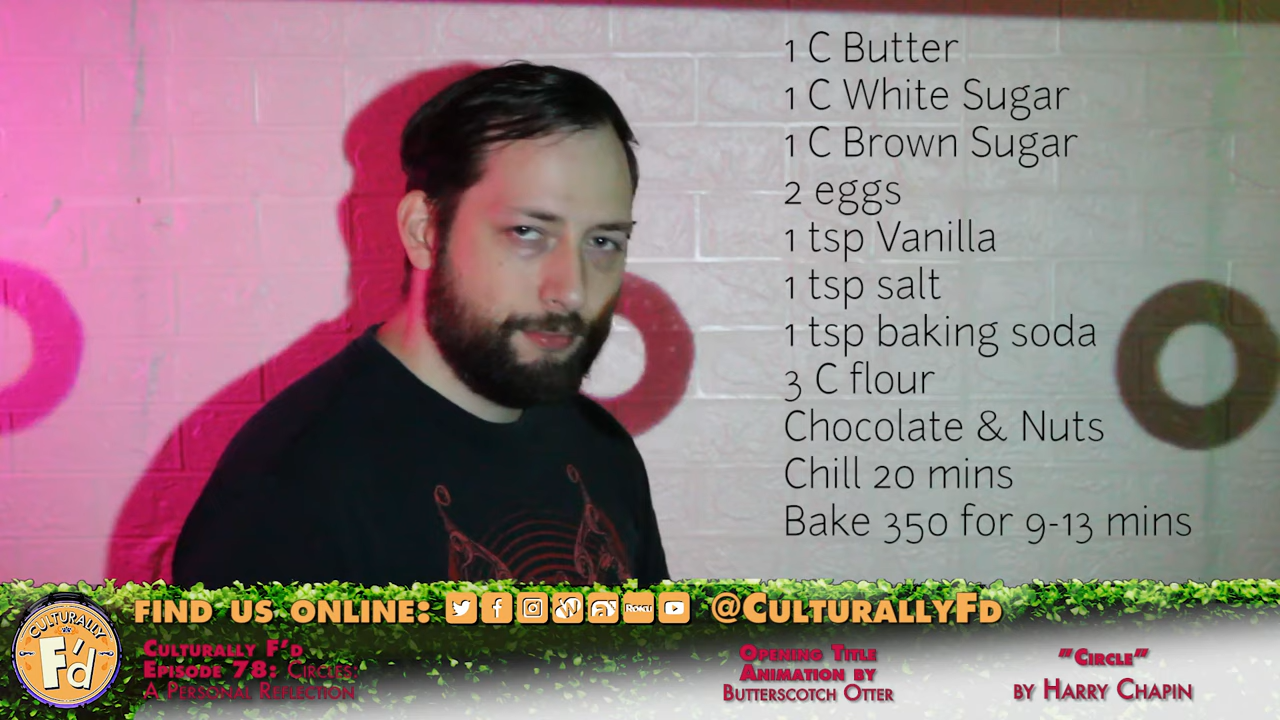 1 C Butter
1 C White Sugar
1 C Brown Sugar
2 eggs
1 tsp Vanilla
1 tsp salt
1 tsp baking soda
3 C flour
Chocolate & Nuts
Chill 20 mins
Bake 350 for 9-13 mins
FIND US ONLINE: ROKU @CULTURALLYFD
CULTURALLY
F'd
CULTURALLY F'D
EPISODE 78: CIRCLES:
A PERSONAL REFLECTION
OPENING TITLE
ANIMATION BY
BUTTERSCOTCH OTTER
"CIRCLE"
BY HARRY CHAPIN